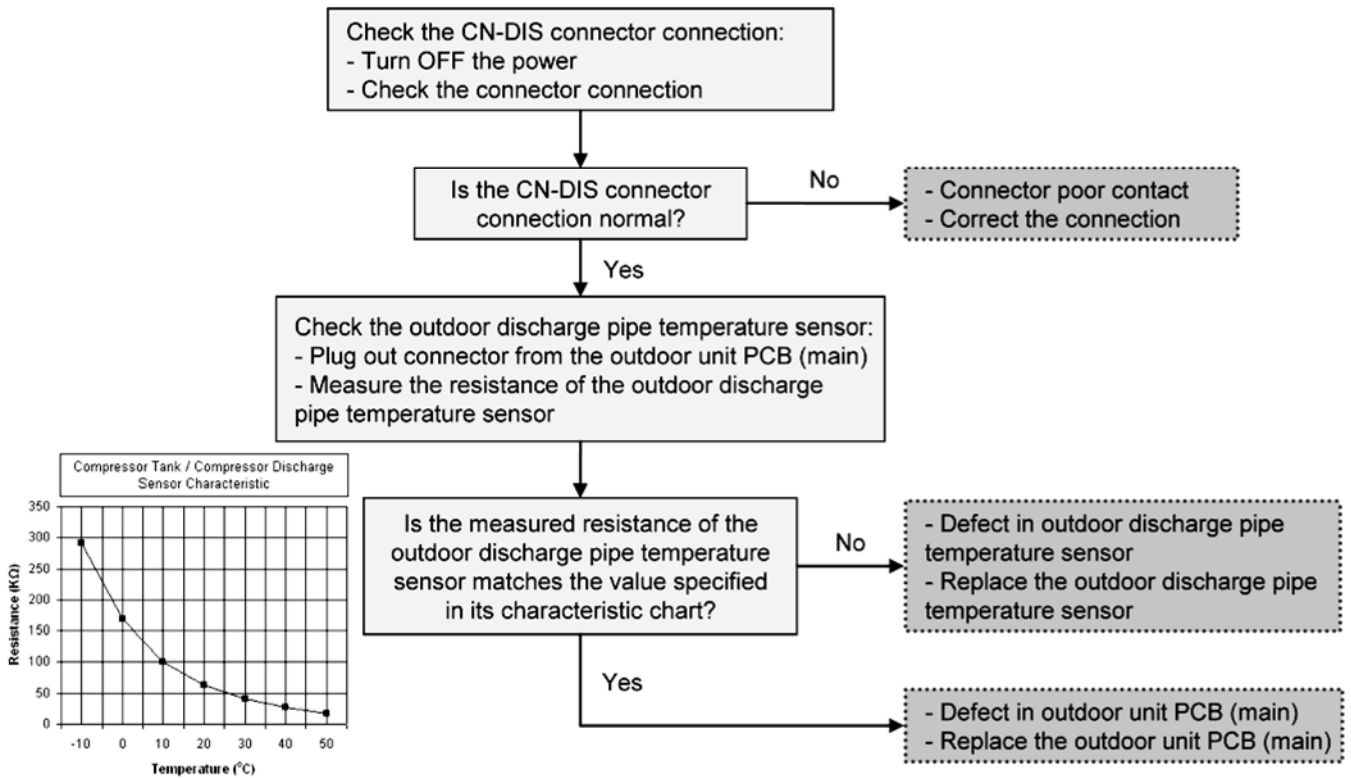 Check the CN-DIS connector connection:
- Turn OFF the power
- Check the connector connection
Is the CN-DIS connector
connection normal?
No
- Connector poor contact
- Correct the connection
Yes
Check the outdoor discharge pipe temperature sensor:
- Plug out connector from the outdoor unit PCB (main)
- Measure the resistance of the outdoor discharge
pipe temperature sensor
Compressor Tank / Compressor Discharge
Sensor Characteristic
350
300
250
200
150
100
50
0
Resistance (KΩ)
-10 0 10 20 30 40 50
Temperature (°C)
Is the measured resistance of the
outdoor discharge pipe temperature
sensor matches the value specified
in its characteristic chart?
No
- Defect in outdoor discharge pipe
temperature sensor
- Replace the outdoor discharge pipe
temperature sensor
Yes
- Defect in outdoor unit PCB (main)
- Replace the outdoor unit PCB (main)